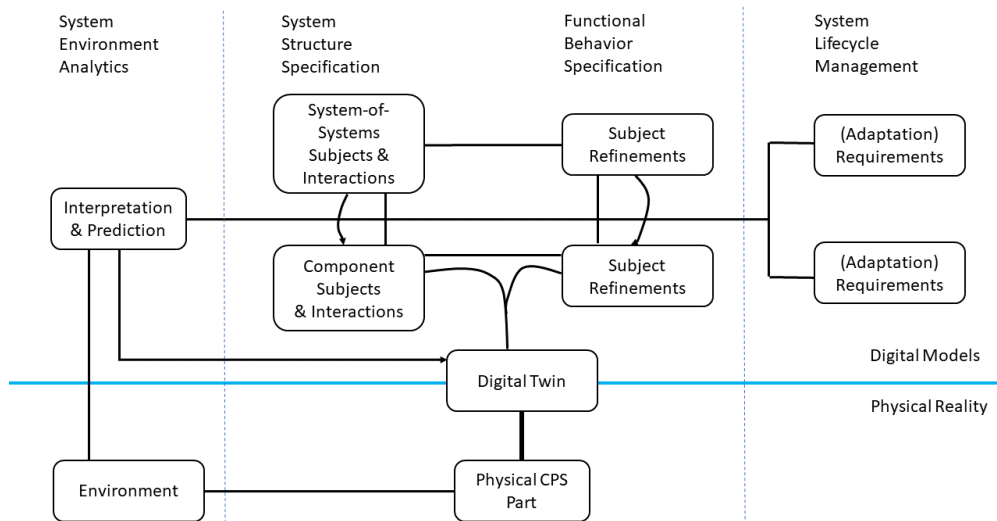 System
Environment
Analytics
System
Structure
Specification
Functional
Behavior
Specification
System
Lifecycle
Management
System-of-
Systems
Subjects &
Interactions
Subject
Refinements
(Adaptation)
Requirements
Interpretation
& Prediction
Component
Subjects
& Interactions
Subject
Refinements
(Adaptation)
Requirements
Digital Twin
Digital Models
Physical Reality
Environment
Physical CPS
Part